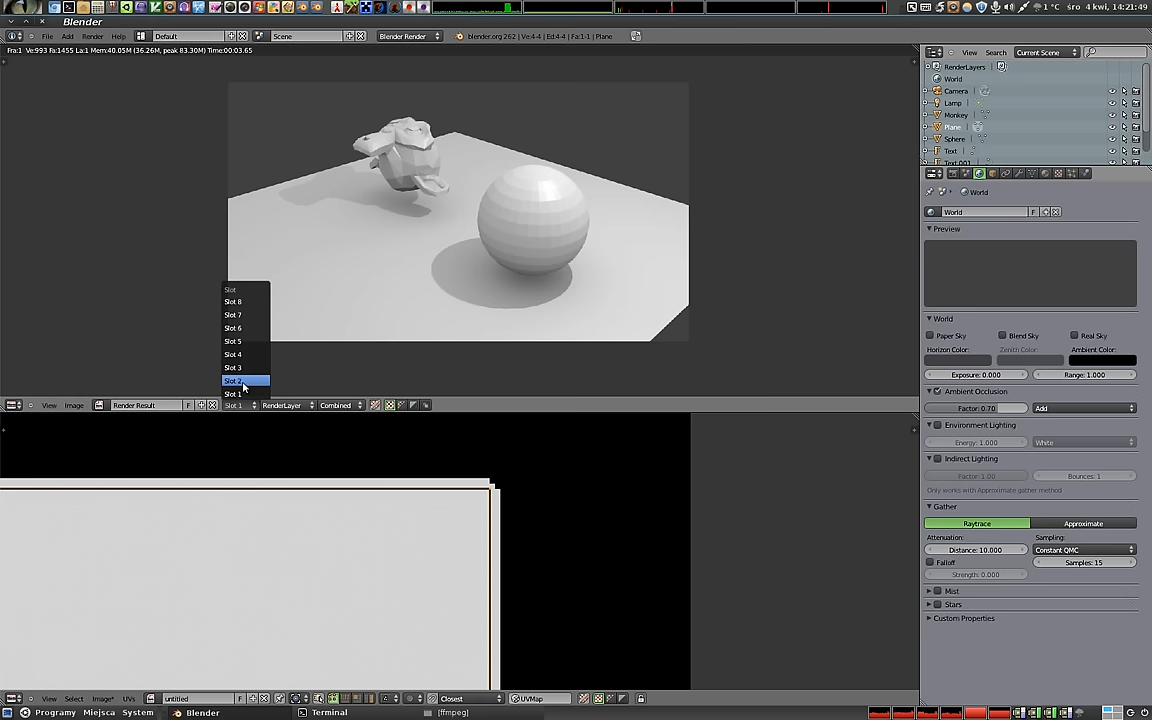 1 °C śro 4 kwi, 14:21:49
Blender
File Add Render Help Default Scene Blender Render blender.org 262 | Ve:4-4 | Ed:4-4 | Fa:1-1 | Plane
View Search Current Scene
Fra:1 Ve:993 Fa:1455 La:1 Mem:40.05M (36.26M, peak 83.30M) Time:00:03.65
RenderLayers
World
Camera
Lamp
Monkey
Plane
Sphere
Text
Text.001
World
World F
Preview
World
Paper Sky Blend Sky Real Sky
Horizon Color: Zenith Color: Ambient Color:
Exposure: 0.000 Range: 1.000
Ambient Occlusion
Factor: 0.70 Add
Environment Lighting
Energy: 1.000 White
Indirect Lighting
Factor: 1.00 Bounces: 1
Only works with Approximate gather method
Gather
Raytrace Approximate
Attenuation: Sampling:
Distance: 10.000 Constant QMC
Falloff Samples: 15
Strength: 0.000
Mist
Stars
Custom Properties
Slot
Slot 8
Slot 7
Slot 6
Slot 5
Slot 4
Slot 3
Slot 2
Slot 1
View Image Render Result F Slot 1 RenderLayer Combined
View Select Image* UVs untitled F Closest UVMap
Programy Miejsca System Blender Terminal [ffmpeg]